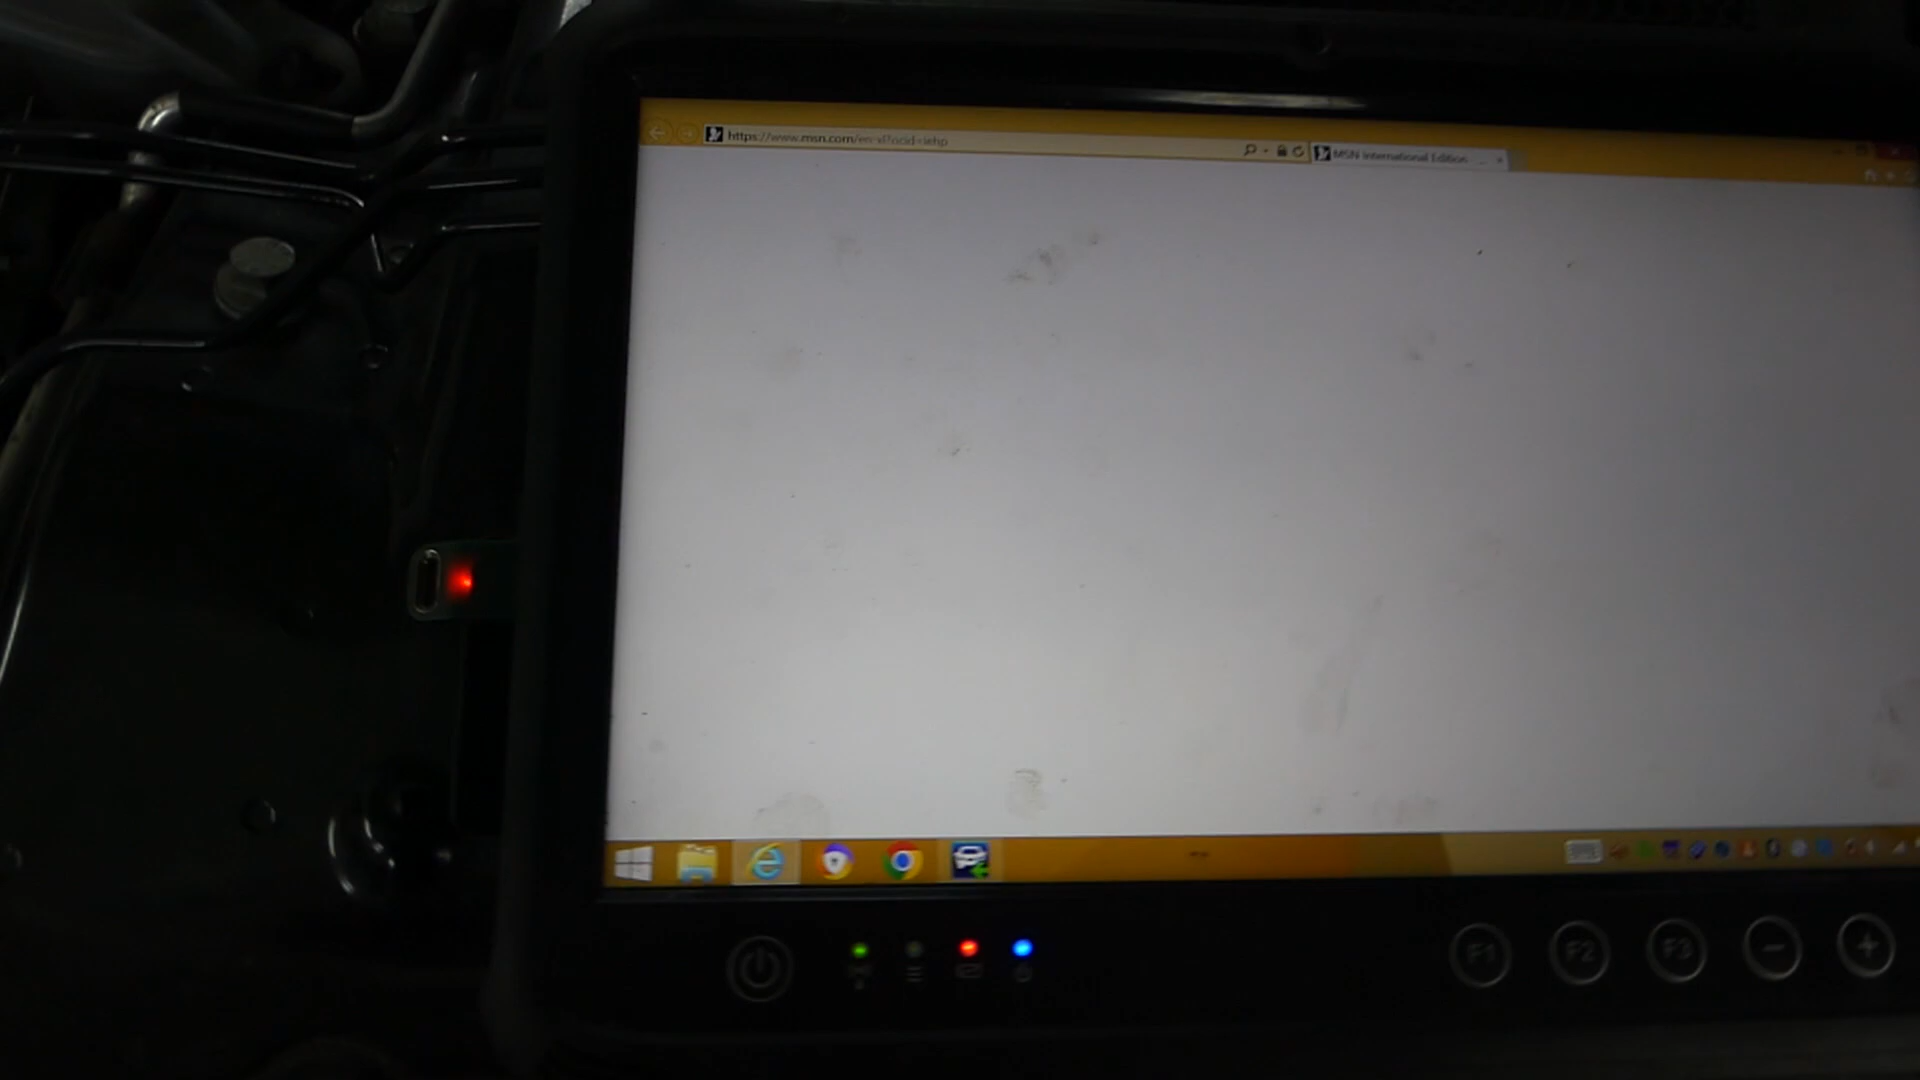 https://www.msn.com/en-xl?ocid=iehp
MSN International Edition ...
F1 F2 F3 - +